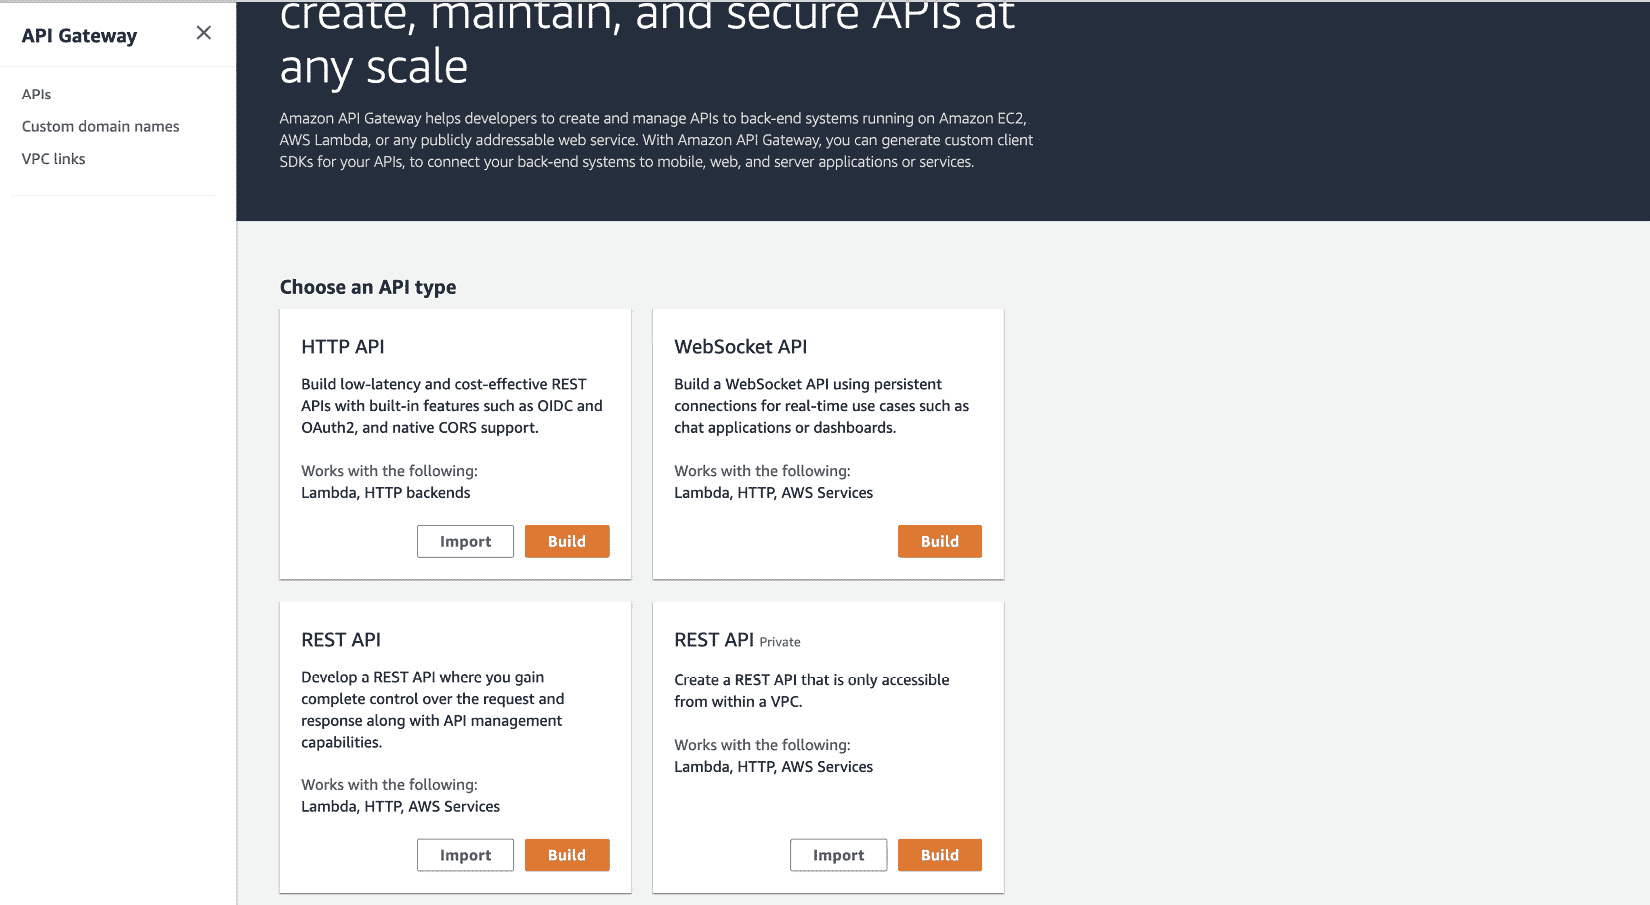 API Gateway
APIs
Custom domain names
VPC links
create, maintain, and secure APIs at
any scale
Amazon API Gateway helps developers to create and manage APIs to back-end systems running on Amazon EC2,
AWS Lambda, or any publicly addressable web service. With Amazon API Gateway, you can generate custom client
SDKs for your APIs, to connect your back-end systems to mobile, web, and server applications or services.
Choose an API type
HTTP API
Build low-latency and cost-effective REST
APIs with built-in features such as OIDC and
OAuth2, and native CORS support.
Works with the following:
Lambda, HTTP backends
Import
Build
WebSocket API
Build a WebSocket API using persistent
connections for real-time use cases such as
chat applications or dashboards.
Works with the following:
Lambda, HTTP, AWS Services
Build
REST API
Develop a REST API where you gain
complete control over the request and
response along with API management
capabilities.
Works with the following:
Lambda, HTTP, AWS Services
Import
Build
REST API Private
Create a REST API that is only accessible
from within a VPC.
Works with the following:
Lambda, HTTP, AWS Services
Import
Build